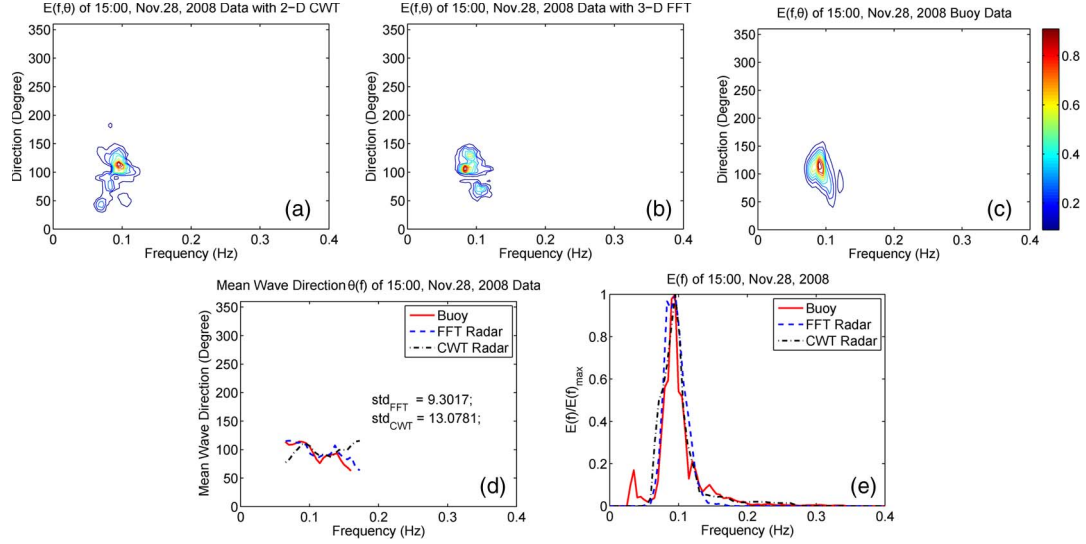 E(f,θ) of 15:00, Nov.28, 2008 Data with 2-D CWT
350
300
250
200
150
100
50
0
0
0.1
0.2
0.3
0.4
Direction (Degree)
Frequency (Hz)
(a)
E(f,θ) of 15:00, Nov.28, 2008 Data with 3-D FFT
350
300
250
200
150
100
50
0
0
0.1
0.2
0.3
0.4
Direction (Degree)
Frequency (Hz)
(b)
E(f,θ) of 15:00, Nov.28, 2008 Buoy Data
350
300
250
200
150
100
50
0
0
0.1
0.2
0.3
0.4
Direction (Degree)
Frequency (Hz)
(c)
0.8
0.6
0.4
0.2
Mean Wave Direction θ(f) of 15:00, Nov.28, 2008 Data
350
300
250
200
150
100
50
0
0
0.1
0.2
0.3
0.4
Mean Wave Direction (Degree)
Frequency (Hz)
Buoy
FFT Radar
CWT Radar
std_FFT = 9.3017;
std_CWT = 13.0781;
(d)
E(f) of 15:00, Nov.28, 2008
1
0.8
0.6
0.4
0.2
0
0
0.1
0.2
0.3
0.4
E(f)/E(f)_max
Frequency (Hz)
Buoy
FFT Radar
CWT Radar
(e)